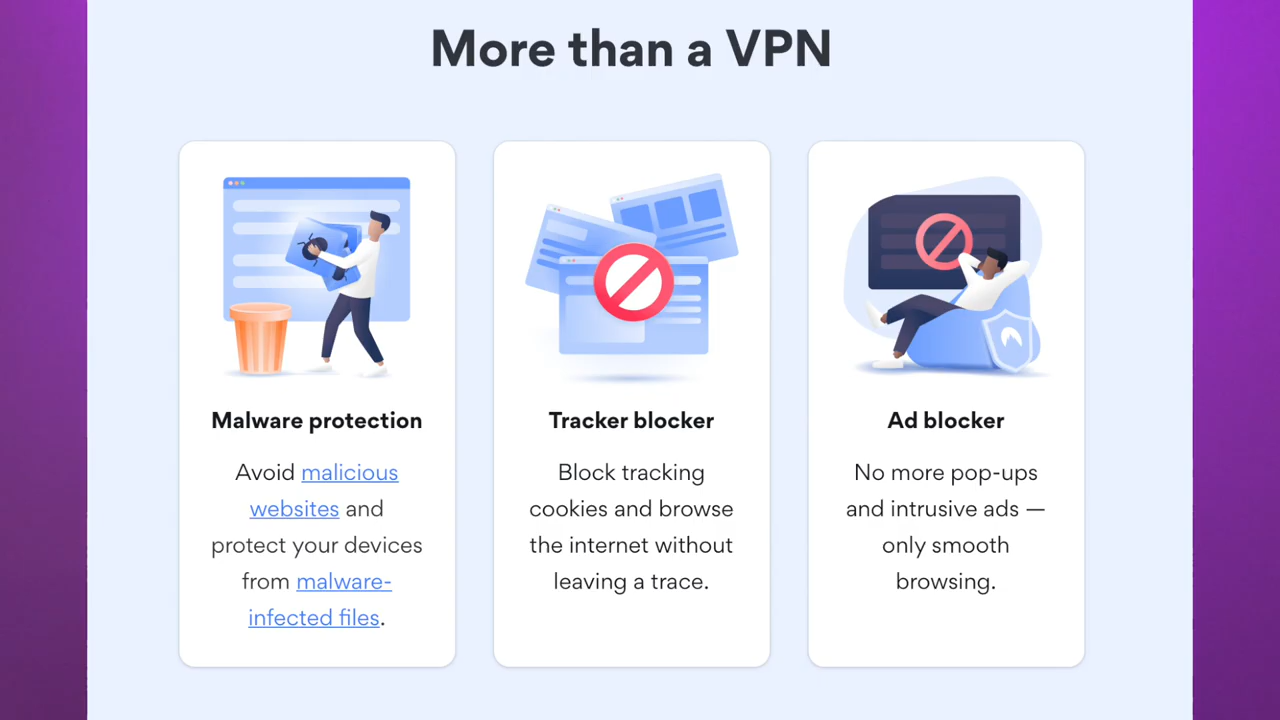 More than a VPN
Malware protection
Avoid malicious
websites and
protect your devices
from malware-
infected files.
Tracker blocker
Block tracking
cookies and browse
the internet without
leaving a trace.
Ad blocker
No more pop-ups
and intrusive ads —
only smooth
browsing.